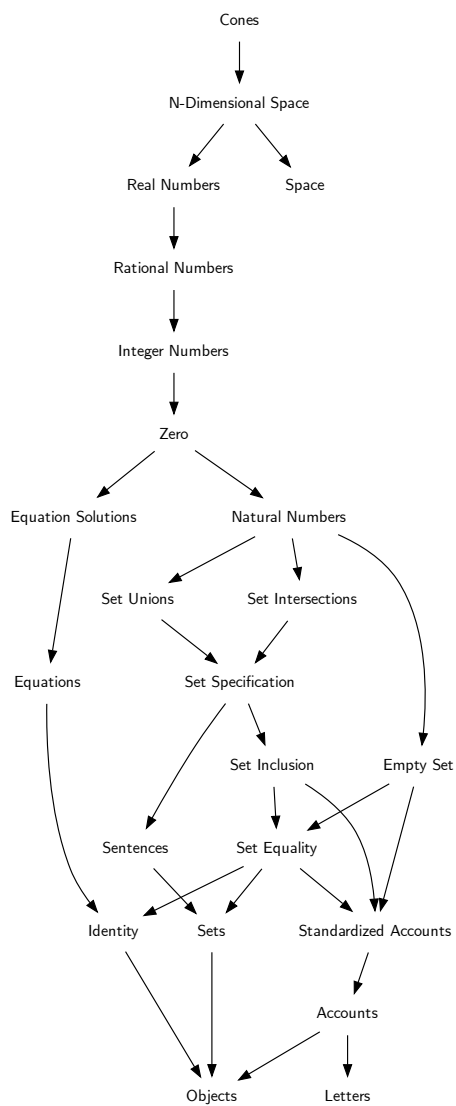 Cones
N-Dimensional Space
Real Numbers
Space
Rational Numbers
Integer Numbers
Zero
Equation Solutions
Natural Numbers
Set Unions
Set Intersections
Equations
Set Specification
Set Inclusion
Empty Set
Sentences
Set Equality
Identity
Sets
Standardized Accounts
Accounts
Objects
Letters